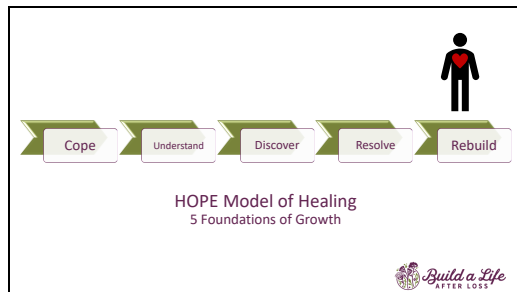 Cope
Understand
Discover
Resolve
Rebuild
HOPE Model of Healing
5 Foundations of Growth
Build a Life
AFTER LOSS